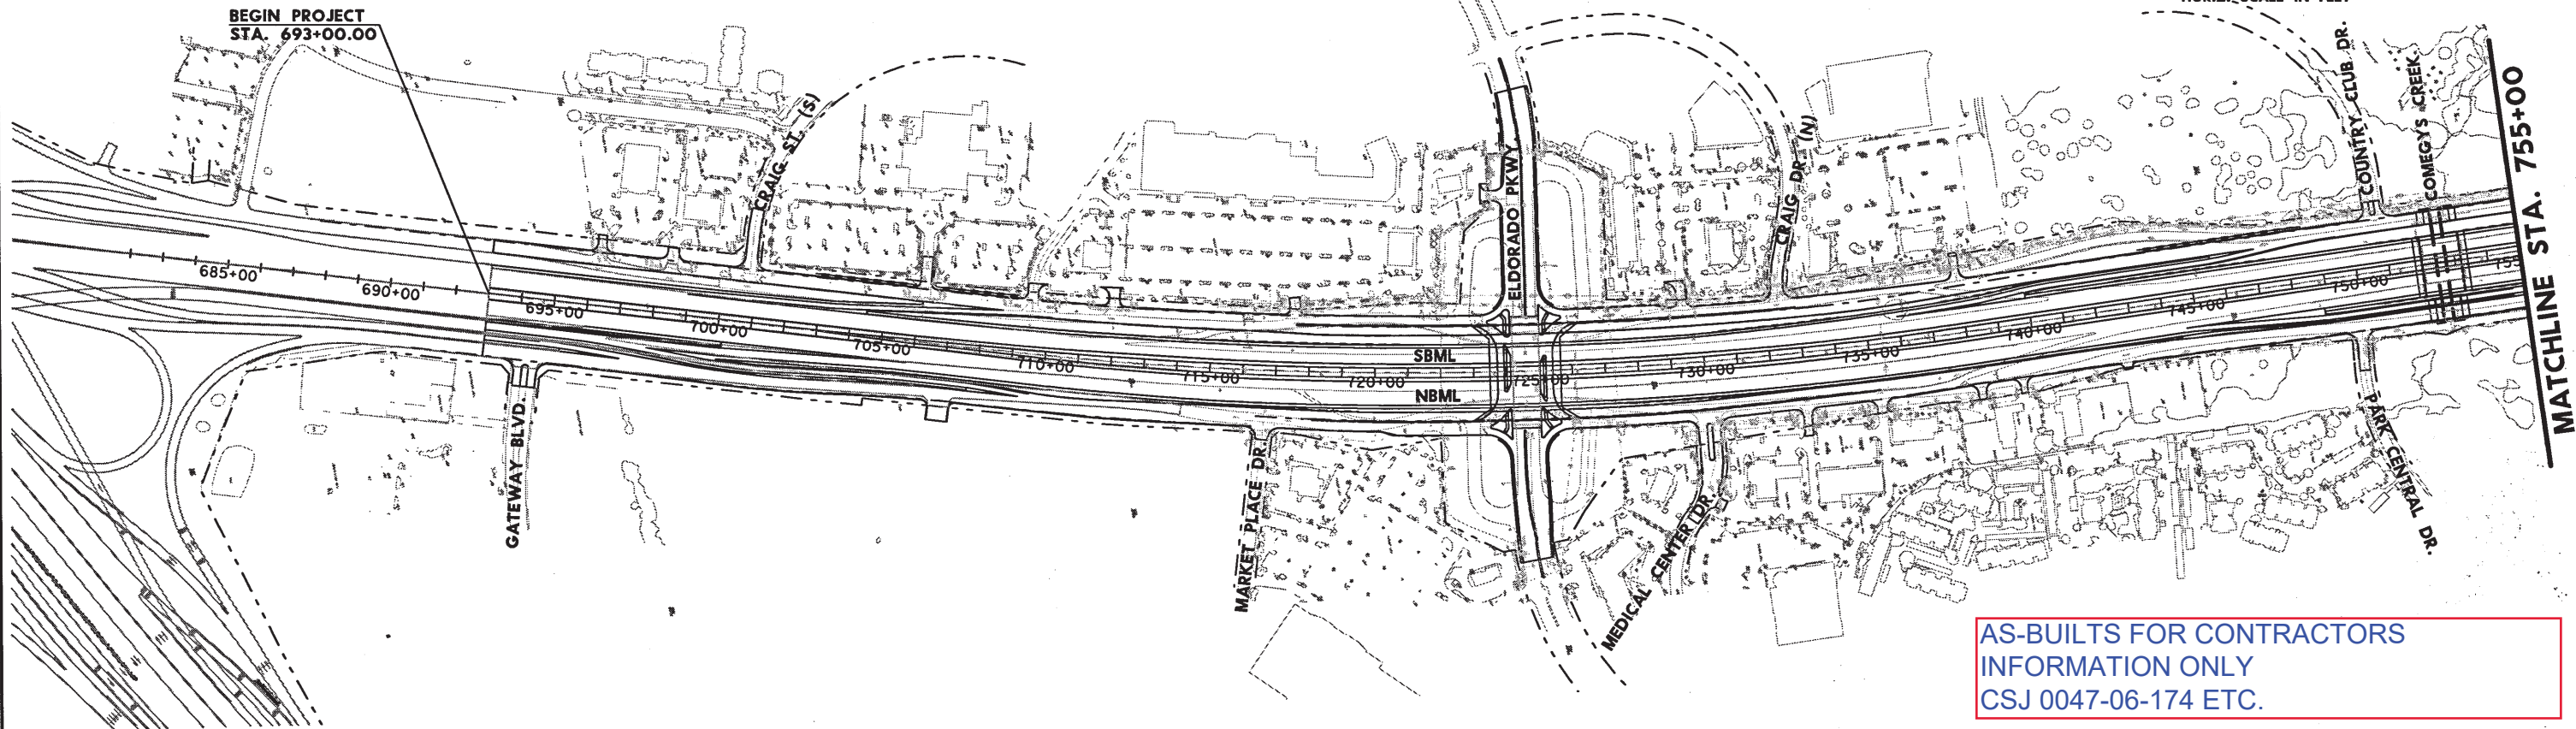 BEGIN PROJECT
STA. 693+00.00
CRAIG ST. (S)
ELDORADO PKWY
CRAIG DR (N)
COUNTRY CLUB DR.
COMEGYS CREEK
MATCHLINE STA. 755+00
685+00
690+00
695+00
700+00
705+00
710+00
715+00
720+00
725+00
730+00
735+00
740+00
745+00
750+00
755
SBML
NBML
GATEWAY BLVD.
MARKET PLACE DR.
MEDICAL CENTER DR.
PARK CENTRAL DR.
AS-BUILTS FOR CONTRACTORS
INFORMATION ONLY
CSJ 0047-06-174 ETC.